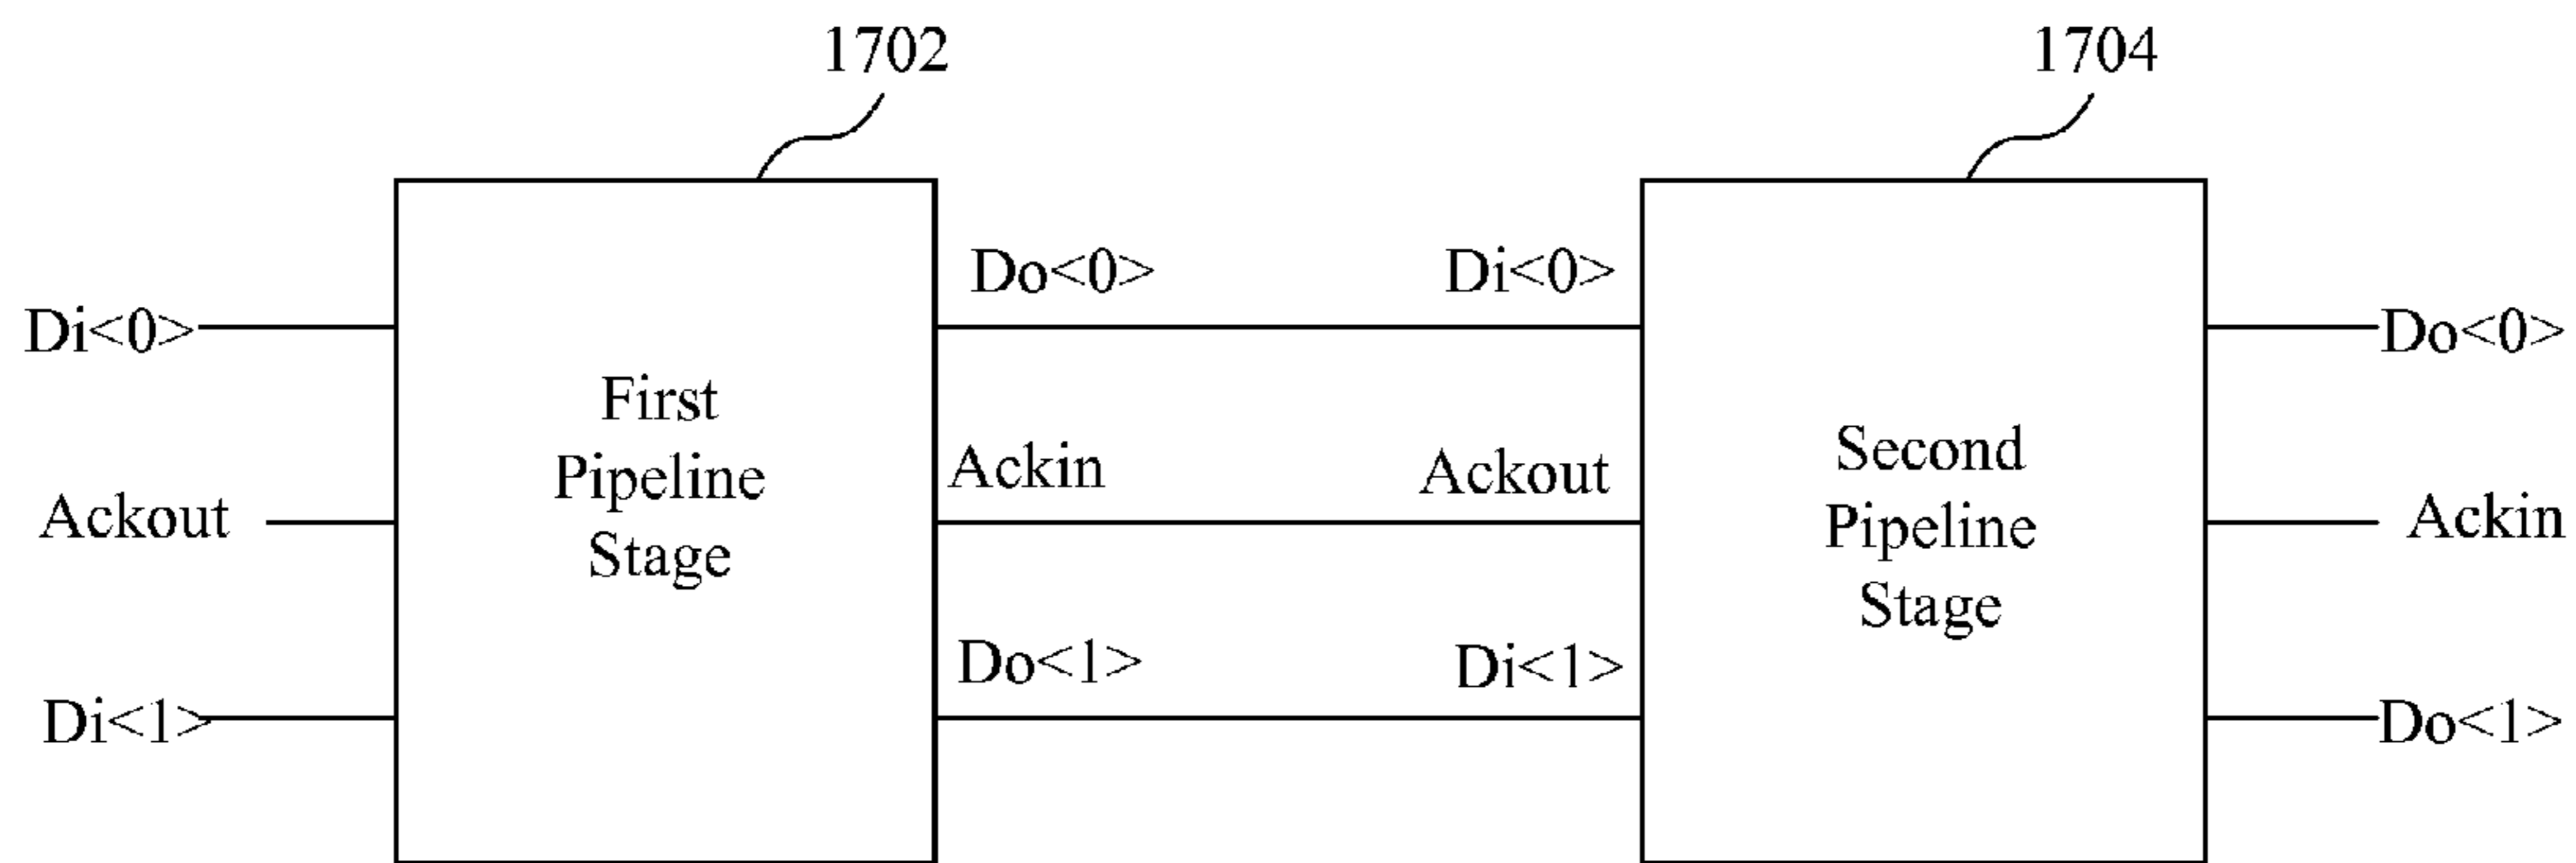 1702
1704
Di<0>
Ackout
Di<1>
First
Pipeline
Stage
Do<0>
Ackin
Do<1>
Di<0>
Ackout
Di<1>
Second
Pipeline
Stage
Do<0>
Ackin
Do<1>